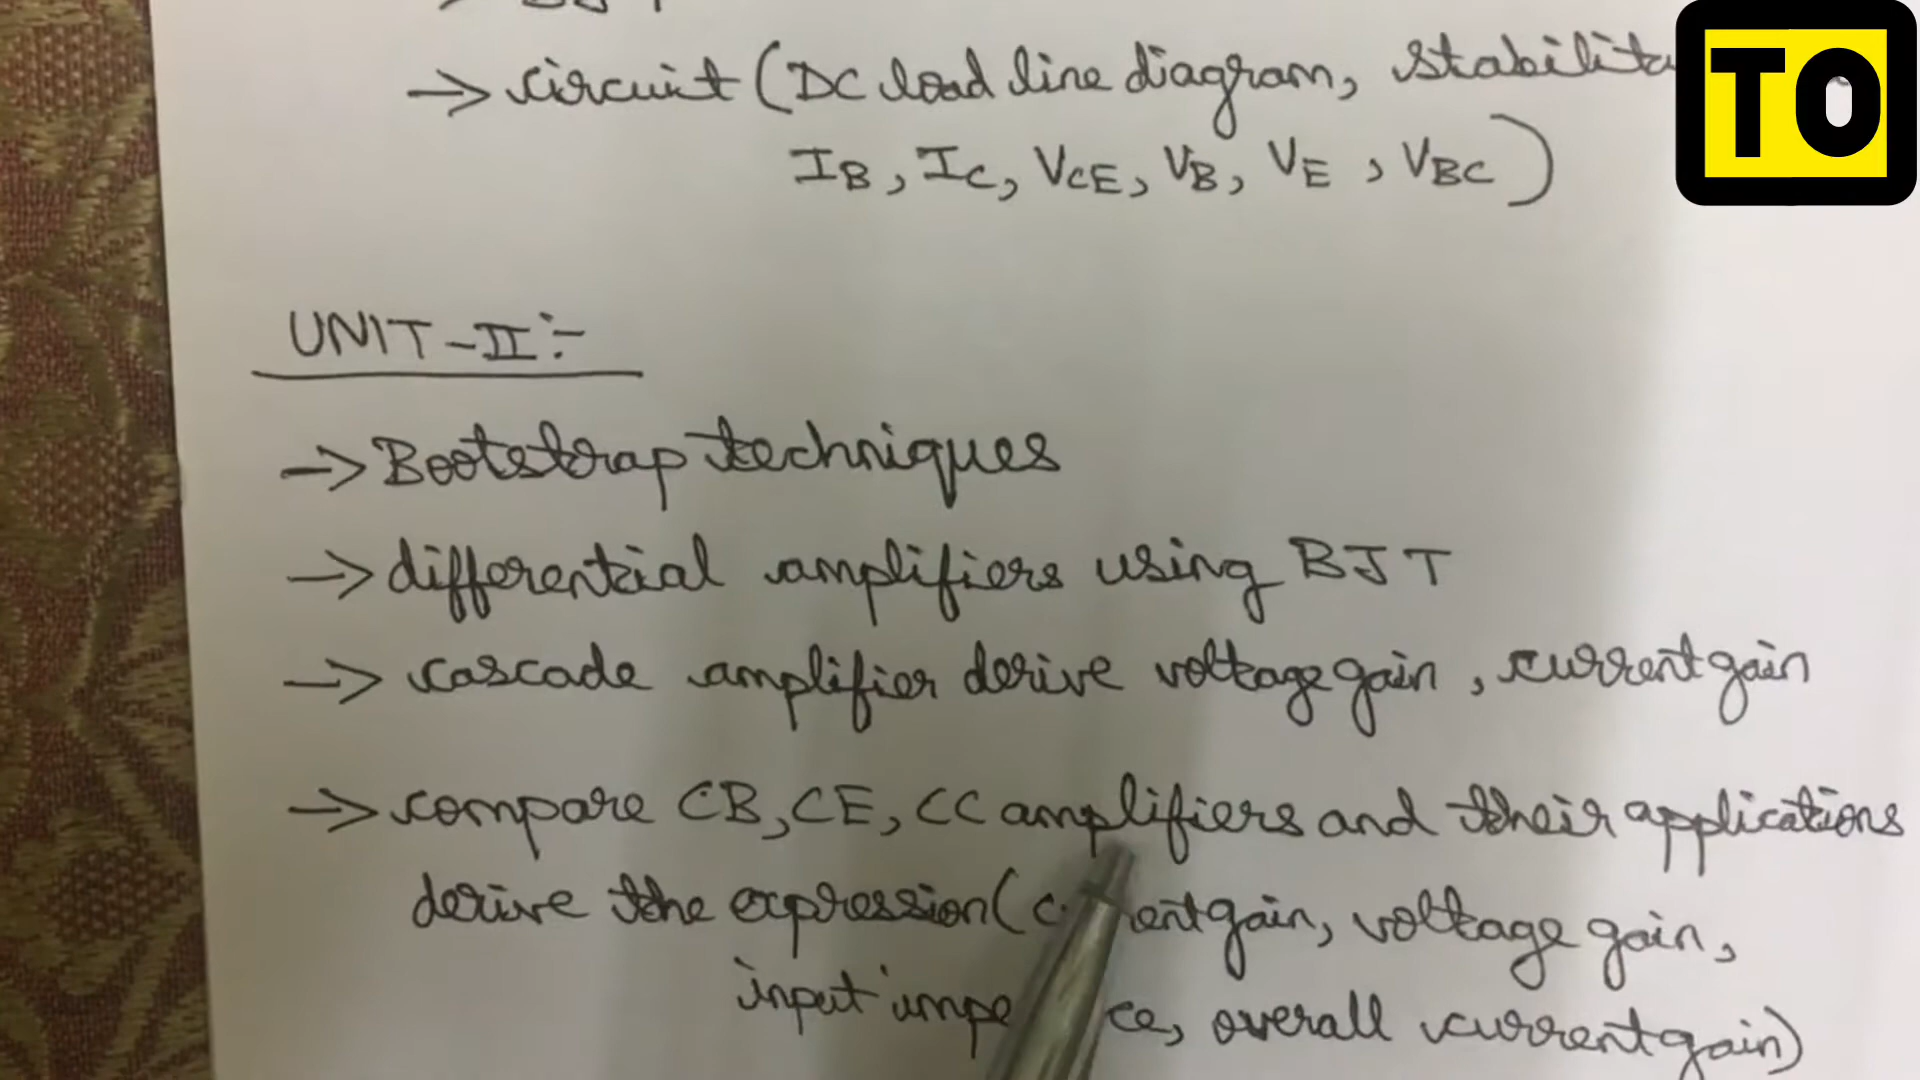 → circuit (DC load line diagram, stability
TO
IB, IC, VCE, VB, VE, VBC)
UNIT-II:-
→ Bootstrap techniques
→ differential amplifiers using BJT
→ cascade amplifier derive voltage gain, current gain
→ compare CB, CE, CC amplifiers and their applications
derive the expression (c entgain, voltage gain,
input impe ce, overall current gain)